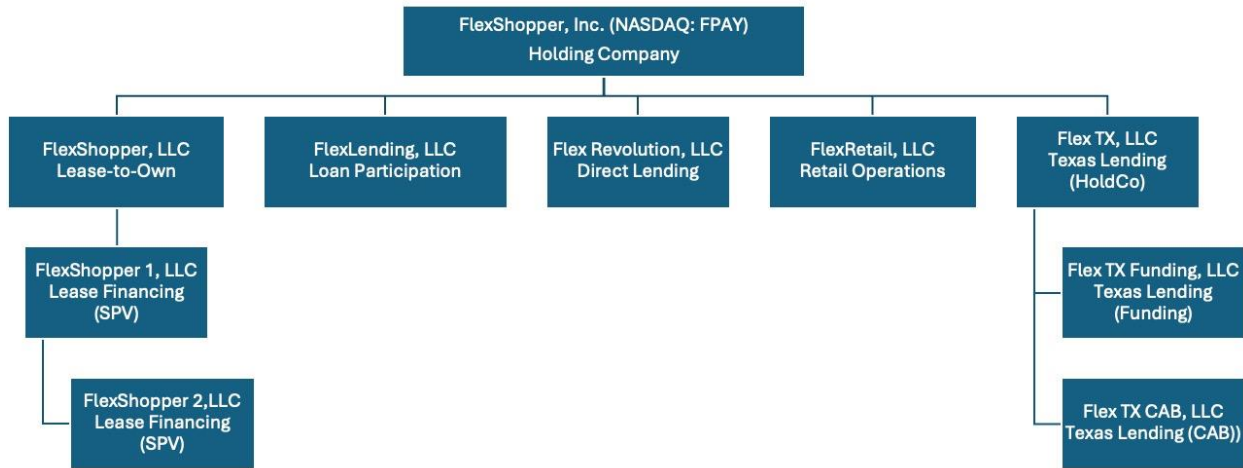 FlexShopper, Inc. (NASDAQ: FPAY)
Holding Company
FlexShopper, LLC
Lease-to-Own
FlexLending, LLC
Loan Participation
Flex Revolution, LLC
Direct Lending
FlexRetail, LLC
Retail Operations
Flex TX, LLC
Texas Lending
(HoldCo)
FlexShopper 1, LLC
Lease Financing
(SPV)
Flex TX Funding, LLC
Texas Lending
(Funding)
FlexShopper 2,LLC
Lease Financing
(SPV)
Flex TX CAB, LLC
Texas Lending (CAB))